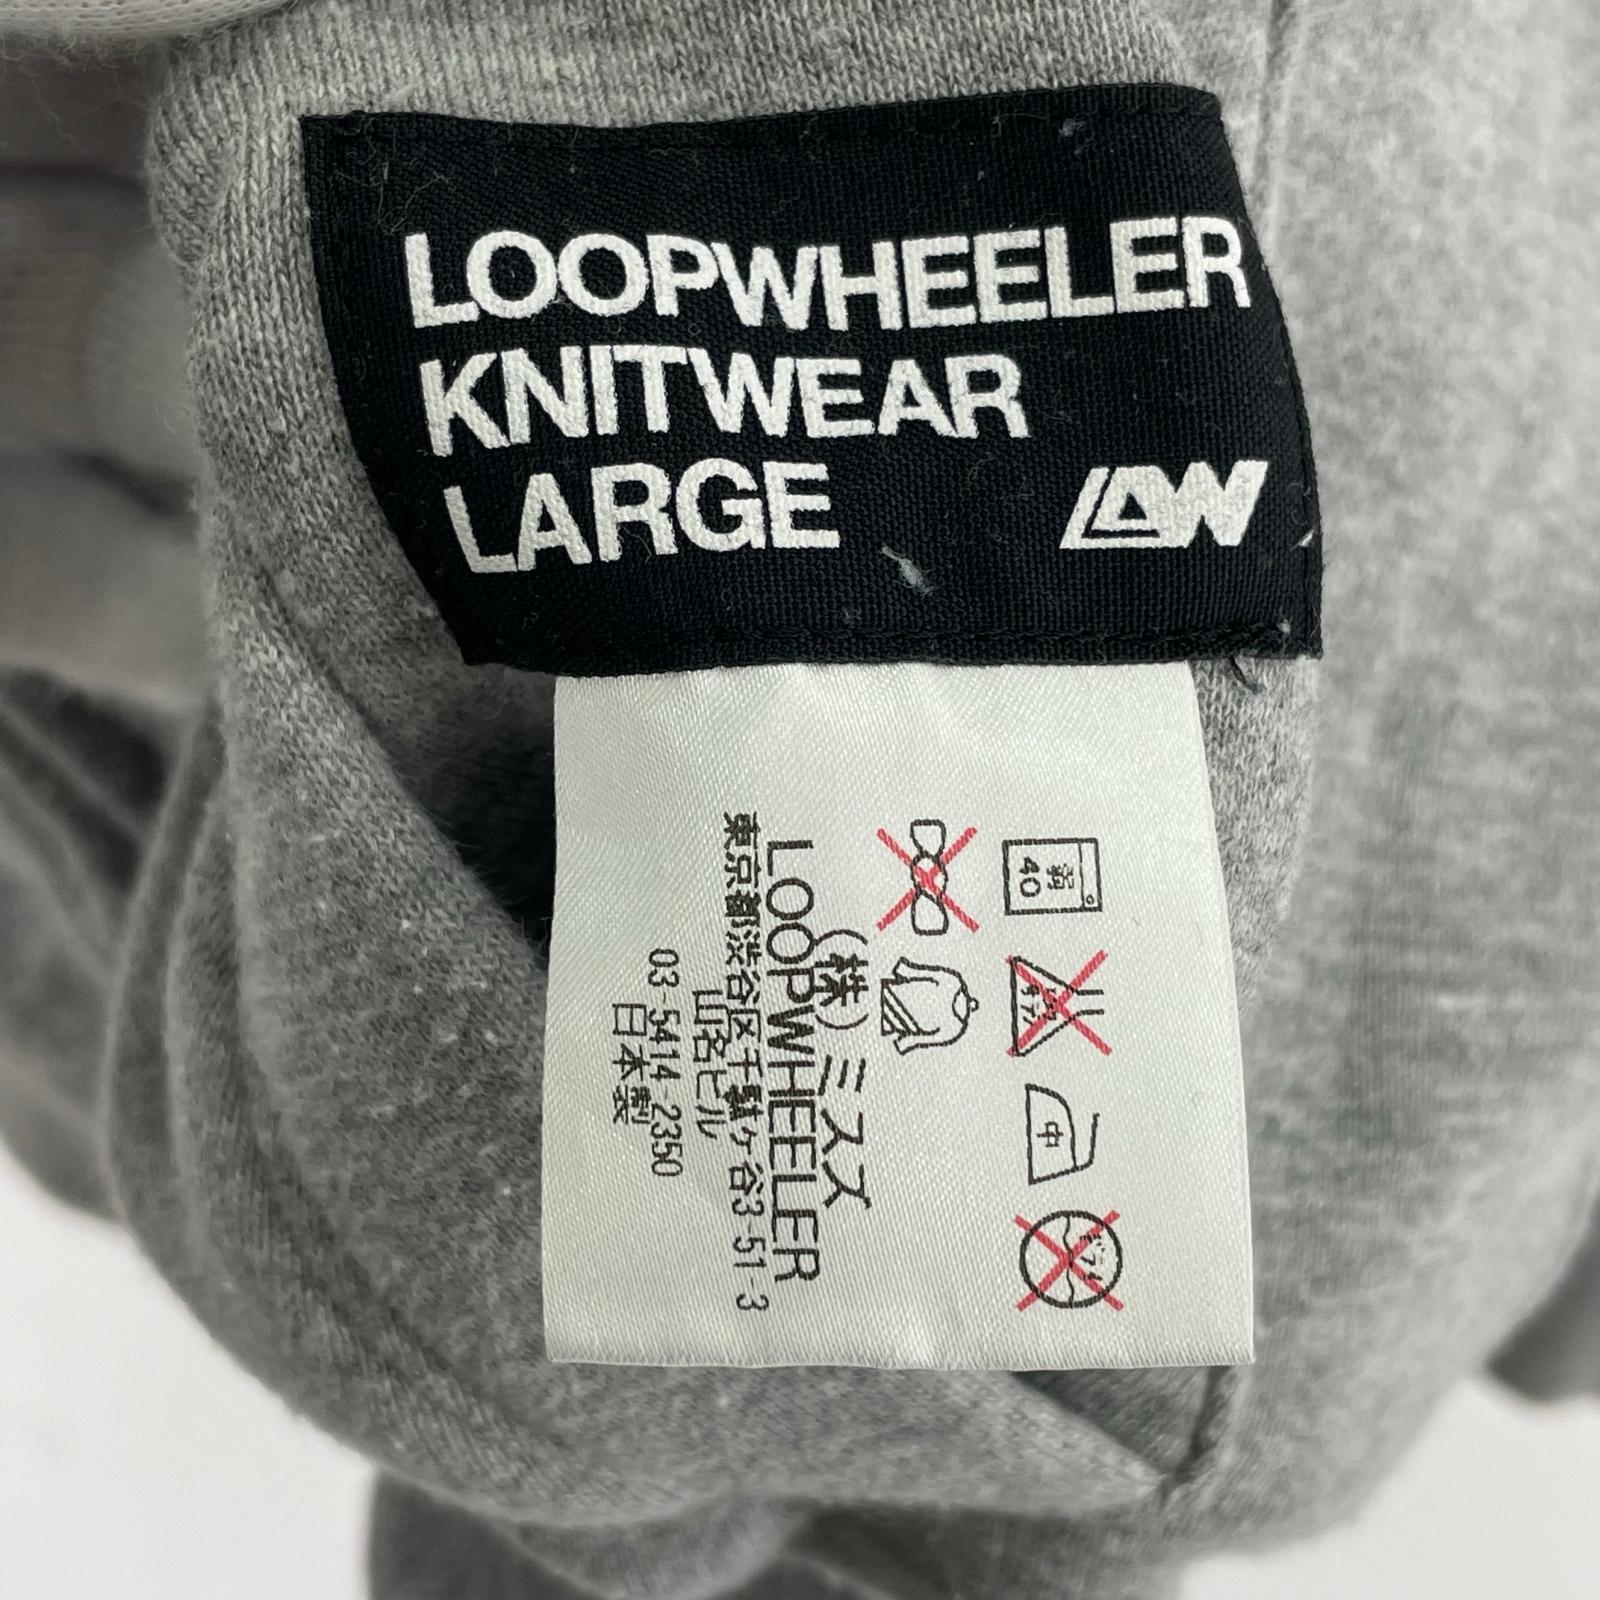 LOOPWHEELER
KNITWEAR
LARGE
LW
弱
40
中
(株)ミスズ
LOOPWHEELER
東京都渋谷区千駄ヶ谷3-51-3
山名ビル
03-5414-2350
日本製